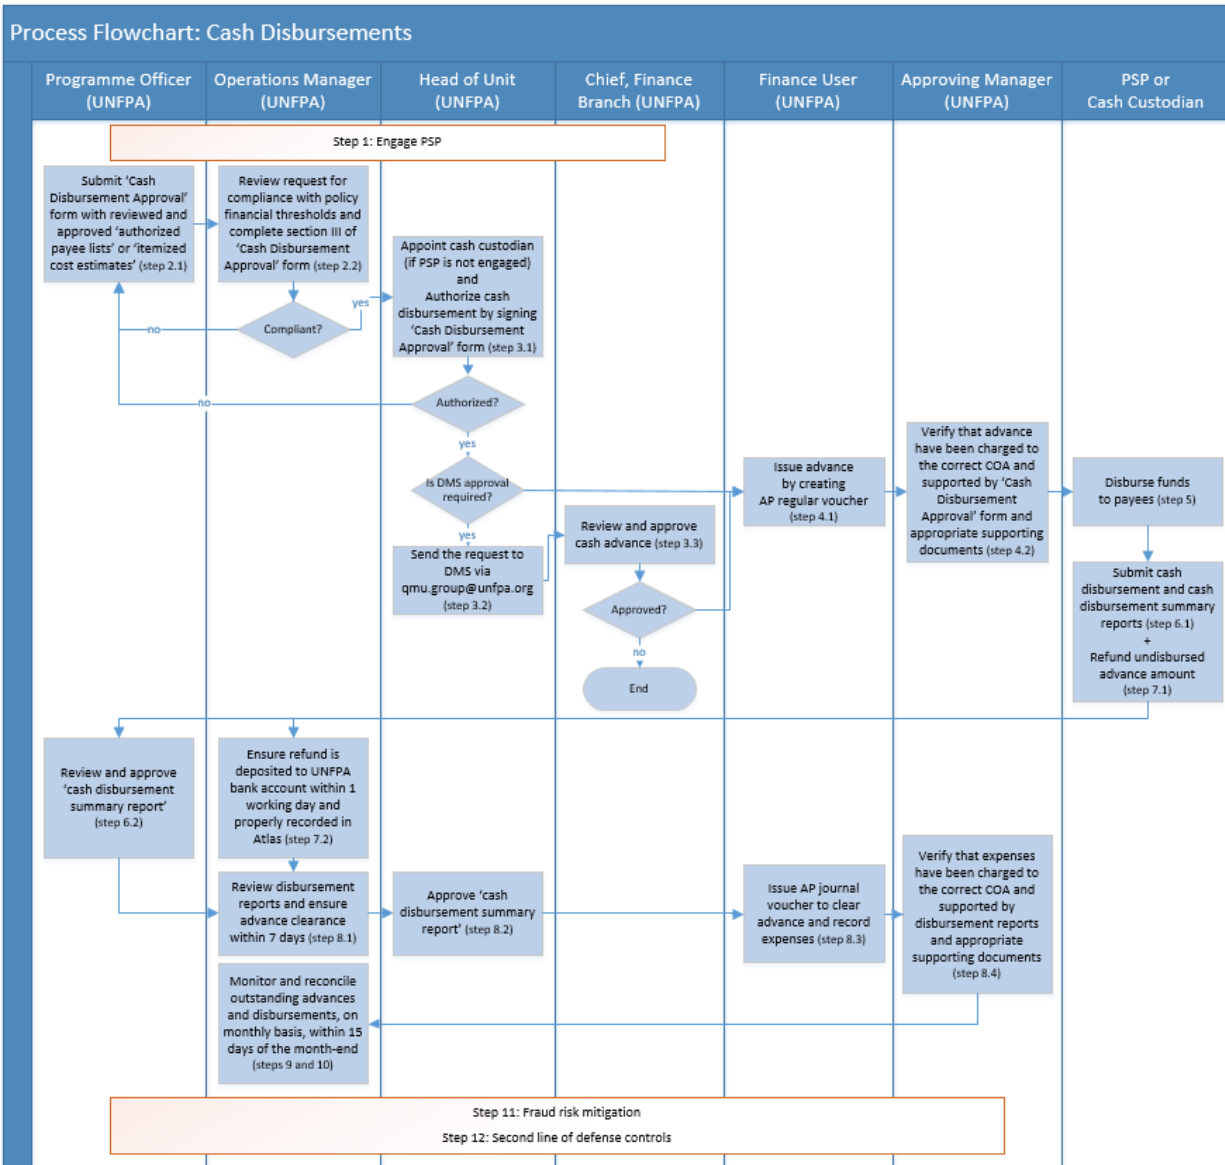 Process Flowchart: Cash Disbursements
Programme Officer
(UNFPA)
Operations Manager
(UNFPA)
Head of Unit
(UNFPA)
Chief, Finance
Branch (UNFPA)
Finance User
(UNFPA)
Approving Manager
(UNFPA)
PSP or
Cash Custodian
Step 1: Engage PSP
Submit ‘Cash
Disbursement Approval’
form with reviewed and
approved ‘authorized
payee lists’ or ‘itemized
cost estimates’ (step 2.1)
Review request for
compliance with policy
financial thresholds and
complete section III of
‘Cash Disbursement
Approval’ form (step 2.2)
Compliant?
no
yes
Appoint cash custodian
(if PSP is not engaged)
and
Authorize cash
disbursement by signing
‘Cash Disbursement
Approval’ form (step 3.1)
Authorized?
no
yes
Is DMS approval
required?
yes
Send the request to
DMS via
qmu.group@unfpa.org
(step 3.2)
Review and approve
cash advance (step 3.3)
Approved?
no
End
Issue advance
by creating
AP regular voucher
(step 4.1)
Verify that advance
have been charged to
the correct COA and
supported by ‘Cash
Disbursement
Approval’ form and
appropriate supporting
documents (step 4.2)
Disburse funds
to payees (step 5)
Submit cash
disbursement and cash
disbursement summary
reports (step 6.1)
+
Refund undisbursed
advance amount
(step 7.1)
Review and approve
‘cash disbursement
summary report’
(step 6.2)
Ensure refund is
deposited to UNFPA
bank account within 1
working day and
properly recorded in
Atlas (step 7.2)
Review disbursement
reports and ensure
advance clearance
within 7 days (step 8.1)
Approve ‘cash
disbursement summary
report’ (step 8.2)
Issue AP journal
voucher to clear
advance and record
expenses (step 8.3)
Verify that expenses
have been charged to
the correct COA and
supported by
disbursement reports
and appropriate
supporting documents
(step 8.4)
Monitor and reconcile
outstanding advances
and disbursements, on
monthly basis, within 15
days of the month-end
(steps 9 and 10)
Step 11: Fraud risk mitigation
Step 12: Second line of defense controls